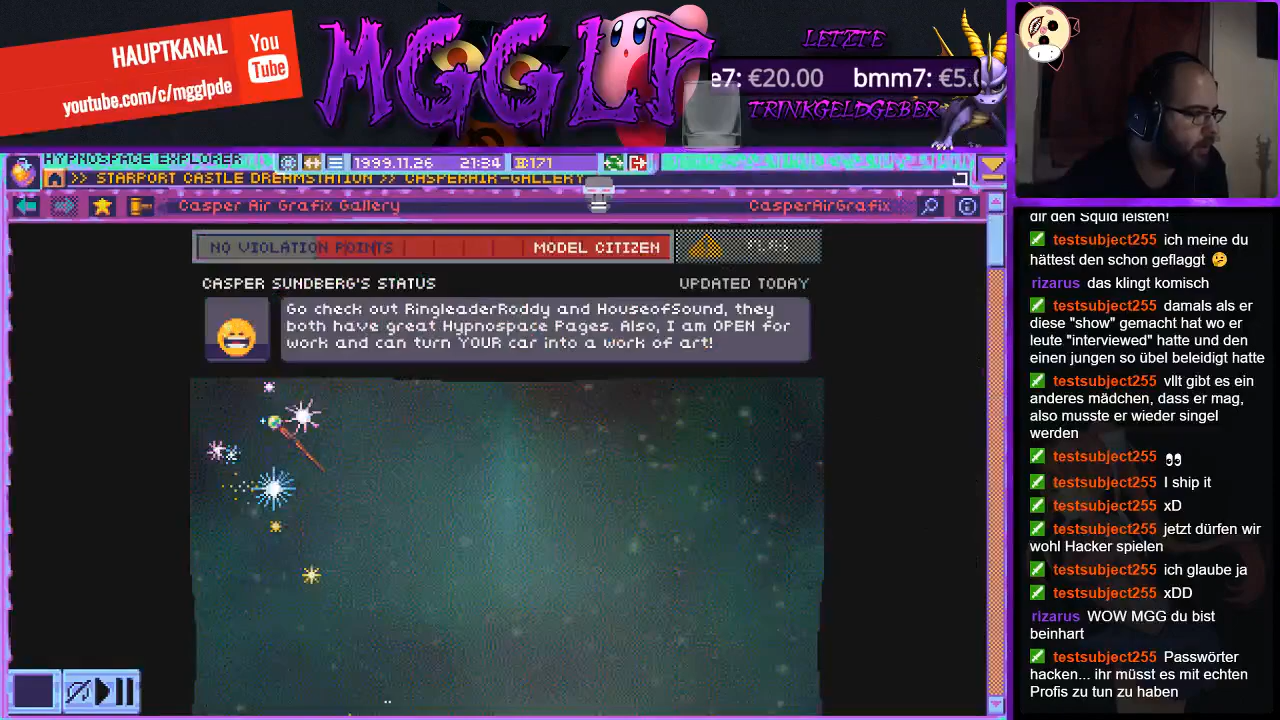 HAUPTKANAL
You
Tube
youtube.com/c/mgglpde
MGGLP
LETZTE
e7: €20.00 bmm7: €5.0
TRINKGELDGEBER
HYPNOSPACE EXPLORER
1999.11.26 21:34 171
>> STARPORT CASTLE DREAMSTATION >> CASPERAIR-GALLERY
Casper Air Grafix Gallery
CasperAirGrafix
NO VIOLATION POINTS
MODEL CITIZEN
CASPER SUNDBERG'S STATUS
UPDATED TODAY
Go check out RingleaderRoddy and HouseofSound, they
both have great Hypnospace Pages. Also, I am OPEN for
work and can turn YOUR car into a work of art!
dir den Squid leisten!
testsubject255 ich meine du
hättest den schon geflaggt
rizarus das klingt komisch
testsubject255 damals als er
diese "show" gemacht hat wo er
leute "interviewed" hatte und den
einen jungen so übel beleidigt hatte
testsubject255 vllt gibt es ein
anderes mädchen, dass er mag,
also musste er wieder singel
werden
testsubject255
testsubject255 I ship it
testsubject255 xD
testsubject255 jetzt dürfen wir
wohl Hacker spielen
testsubject255 ich glaube ja
testsubject255 xDD
rizarus WOW MGG du bist
beinhart
testsubject255 Passwörter
hacken... ihr müsst es mit echten
Profis zu tun zu haben